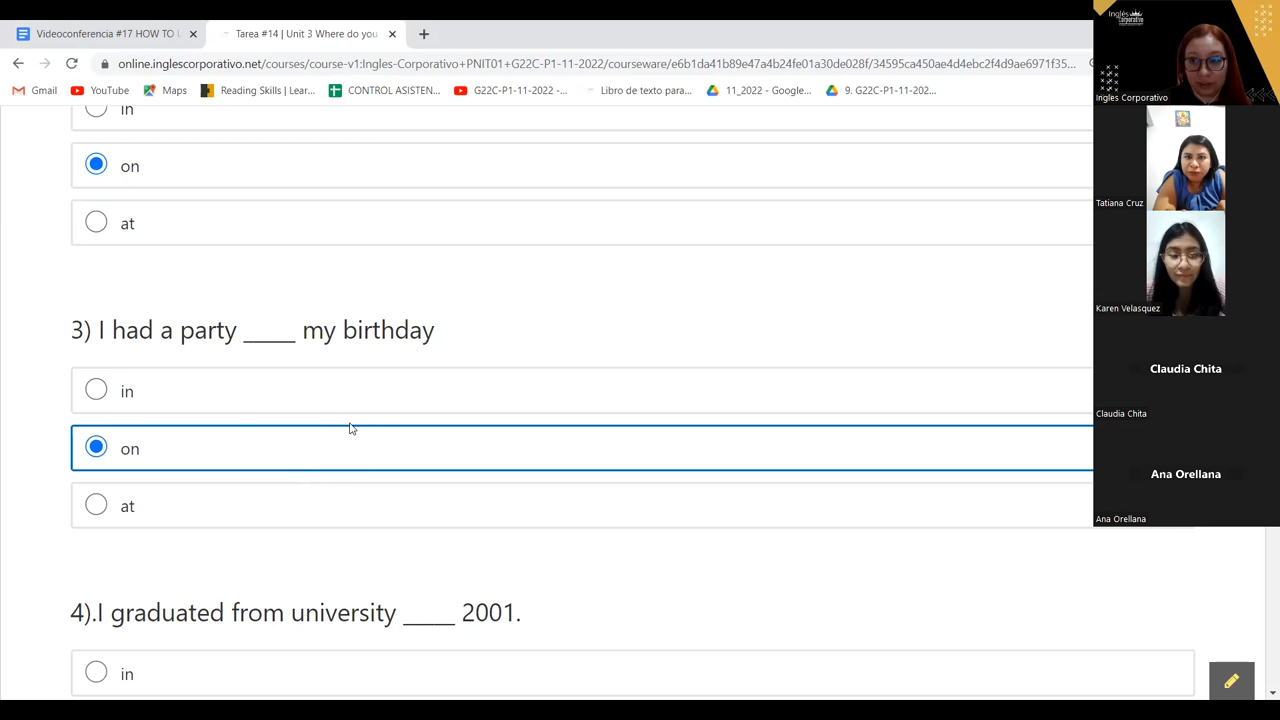 Videoconferencia #17 HOW TO
Tarea #14 | Unit 3 Where do you
online.inglescorporativo.net/courses/course-v1:Ingles-Corporativo+PNIT01+G22C-P1-11-2022/courseware/e6b1da41b89e47a4b24fe01a30de028f/34595ca450ae4d4ebc2f4d9ae6971f35...
Gmail
YouTube
Maps
Reading Skills | Lear...
CONTROL ASISTEN...
G22C-P1-11-2022 -...
Libro de texto para...
11_2022 - Google...
9. G22C-P1-11-202...
in
on
at
3) I had a party _____ my birthday
in
on
at
4).I graduated from university _____ 2001.
in
Inglés
Corporativo
Ingles Corporativo
Tatiana Cruz
Karen Velasquez
Claudia Chita
Claudia Chita
Ana Orellana
Ana Orellana